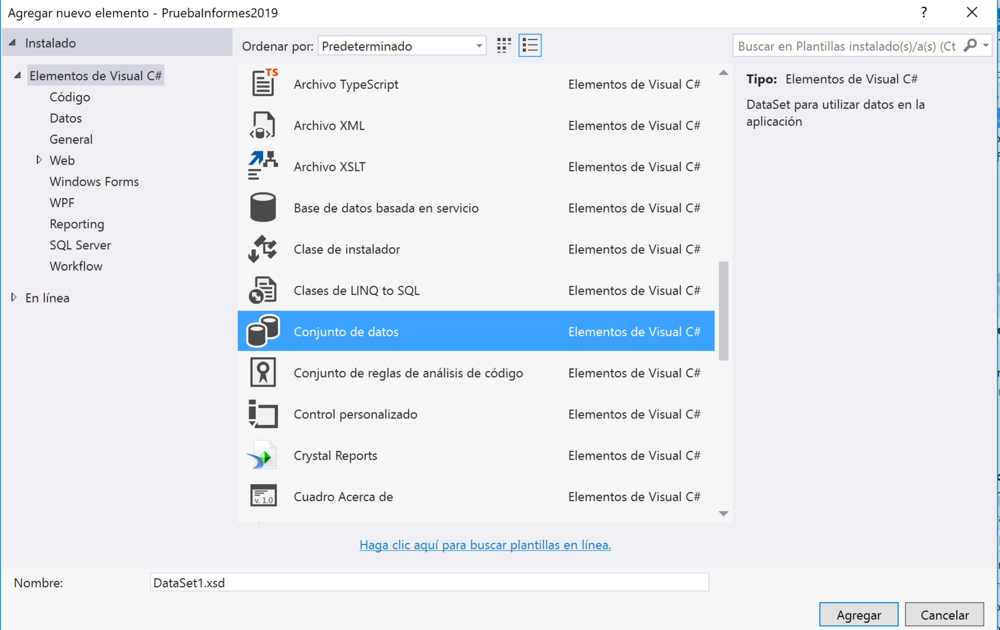 Agregar nuevo elemento - PruebaInformes2019
?
Instalado
Elementos de Visual C#
Código
Datos
General
Web
Windows Forms
WPF
Reporting
SQL Server
Workflow
En línea
Ordenar por: Predeterminado
Buscar en Plantillas instalado(s)/a(s) (Ct
TS
Archivo TypeScript Elementos de Visual C#
Archivo XML Elementos de Visual C#
Archivo XSLT Elementos de Visual C#
Base de datos basada en servicio Elementos de Visual C#
Clase de instalador Elementos de Visual C#
Clases de LINQ to SQL Elementos de Visual C#
Conjunto de datos Elementos de Visual C#
Conjunto de reglas de análisis de código Elementos de Visual C#
Control personalizado Elementos de Visual C#
Crystal Reports Elementos de Visual C#
v. 1.0
Cuadro Acerca de Elementos de Visual C#
Tipo: Elementos de Visual C#
DataSet para utilizar datos en la
aplicación
Haga clic aquí para buscar plantillas en línea.
Nombre: DataSet1.xsd
Agregar
Cancelar